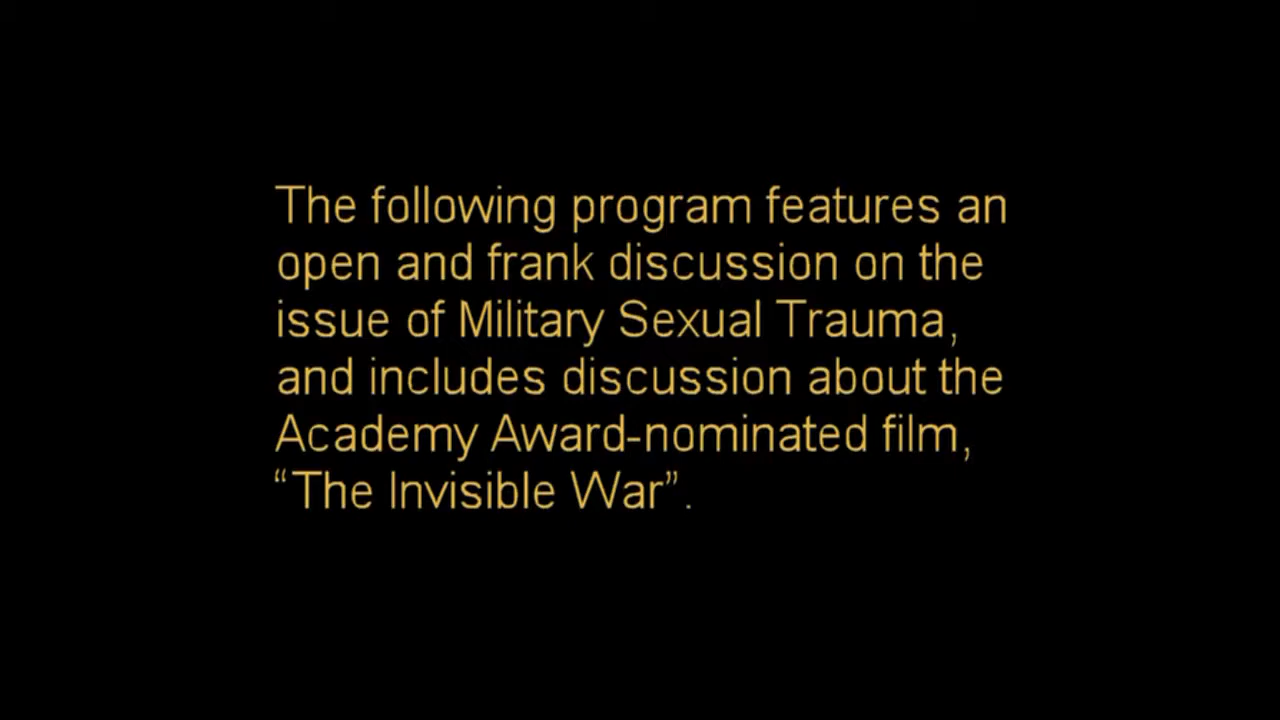 The following program features an
open and frank discussion on the
issue of Military Sexual Trauma,
and includes discussion about the
Academy Award-nominated film,
“The Invisible War”.